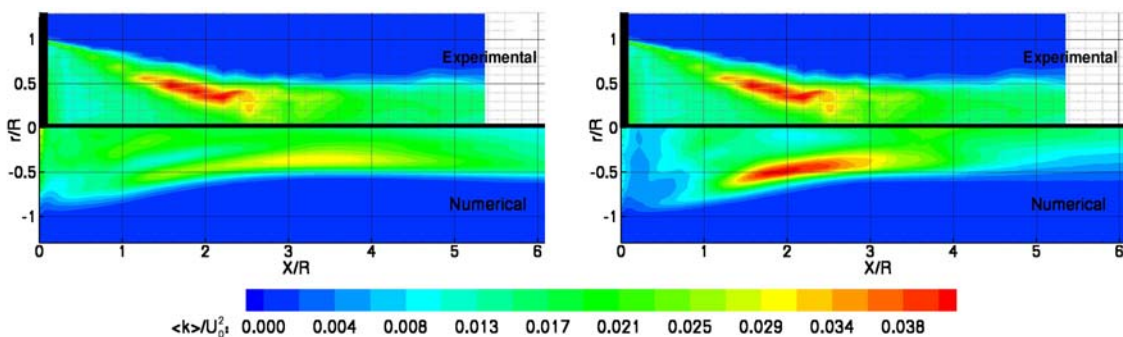 1
0.5
0
-0.5
-1
r/R
Experimental
Numerical
0 1 2 3 4 5 6
X/R
1
0.5
0
-0.5
-1
r/R
Experimental
Numerical
0 1 2 3 4 5 6
X/R
<k>/U₀²: 0.000 0.004 0.008 0.013 0.017 0.021 0.025 0.029 0.034 0.038